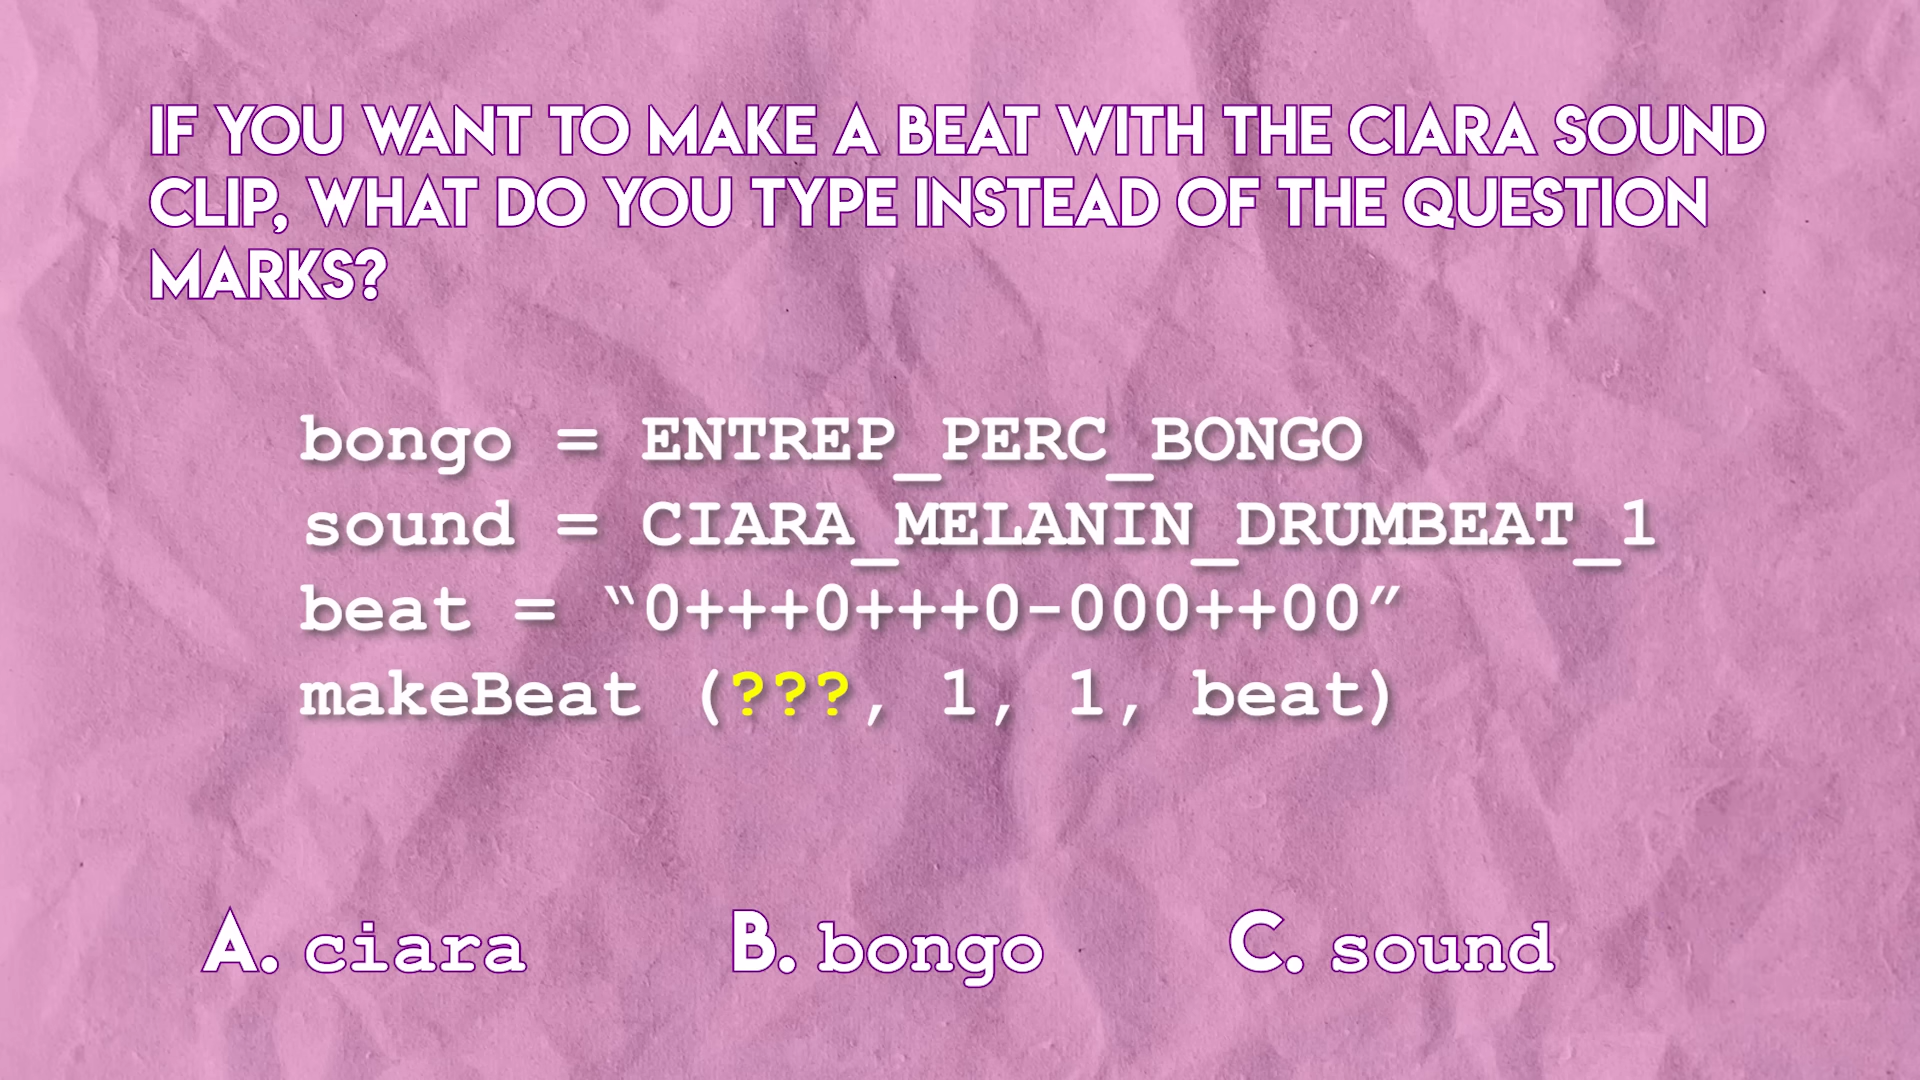 IF YOU WANT TO MAKE A BEAT WITH THE CIARA SOUND
CLIP, WHAT DO YOU TYPE INSTEAD OF THE QUESTION
MARKS?
bongo = ENTREP_PERC_BONGO
sound = CIARA_MELANIN_DRUMBEAT_1
beat = “0+++0+++0-000++00”
makeBeat (???, 1, 1, beat)
A. ciara B. bongo C. sound